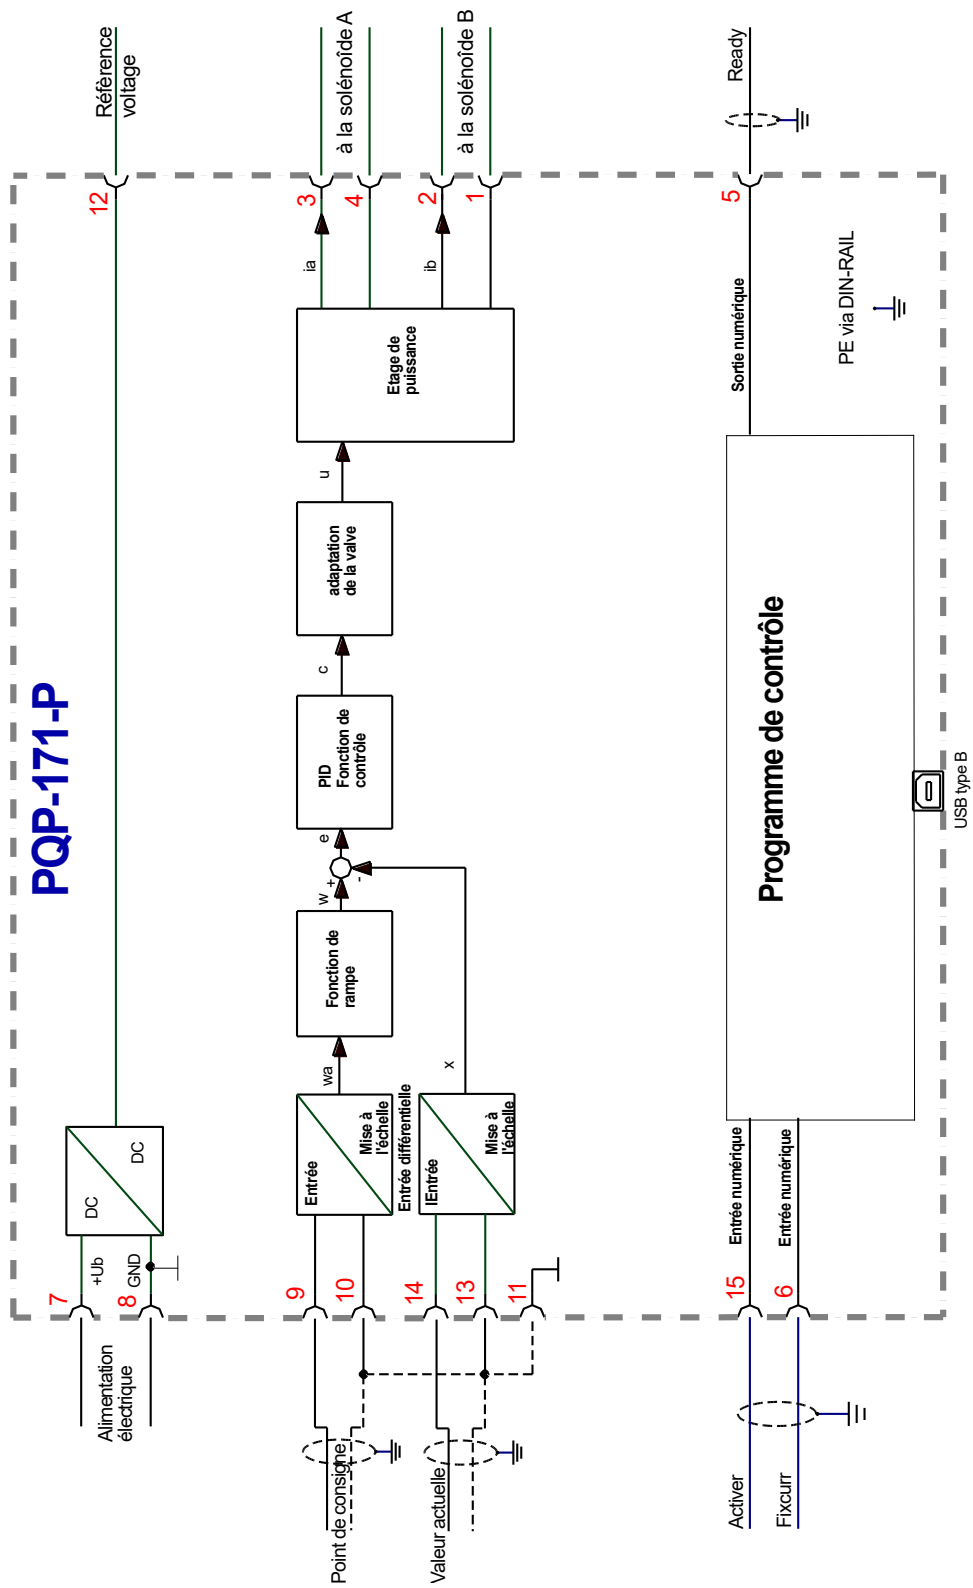 PQP-171-P
Alimentation
électrique
7
+Ub
8
GND
DC
DC
12
Référence
voltage
Point de consigne
9
10
Entrée
Mise à
l'échelle
wa
Fonction de
rampe
w
+
-
e
PID
Fonction de
contrôle
c
adaptation
de la valve
u
Etage de
puissance
ia
3
4
à la solénoîde A
ib
2
1
à la solénoîde B
Valeur actuelle
14
13
11
Entrée différentielle
IEntrée
Mise à
l'échelle
x
Activer
15
Entrée numérique
Fixcurr
6
Entrée numérique
Programme de contrôle
Sortie numérique
5
Ready
PE via DIN-RAIL
USB type B